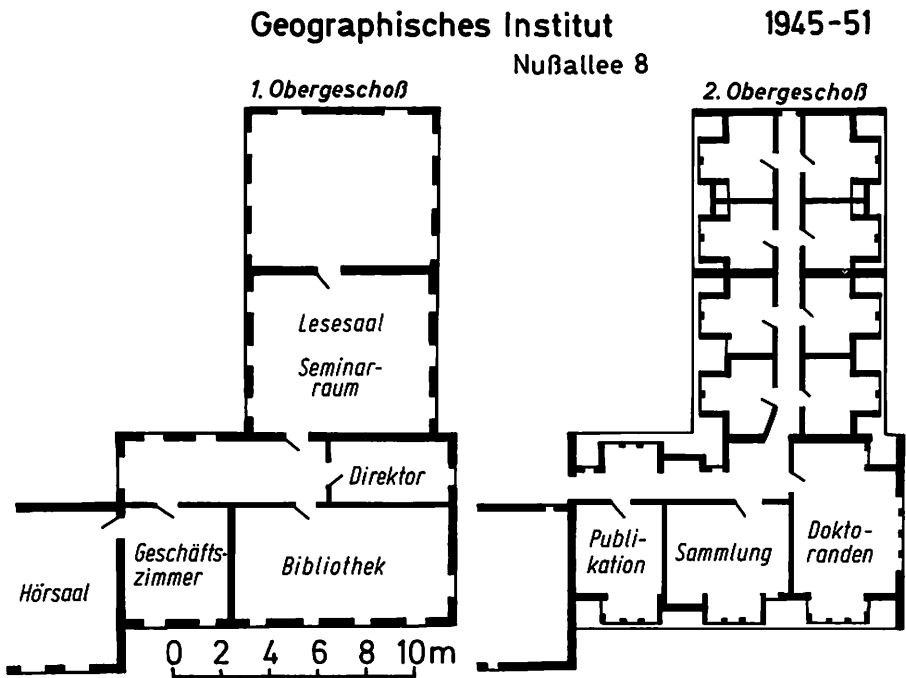 Geographisches Institut 1945-51
Nußallee 8
1. Obergeschoß
Lesesaal
Seminar-
raum
Direktor
Geschäfts-
zimmer
Bibliothek
Hörsaal
0 2 4 6 8 10m
2. Obergeschoß
Publi-
kation
Sammlung
Dokto-
randen